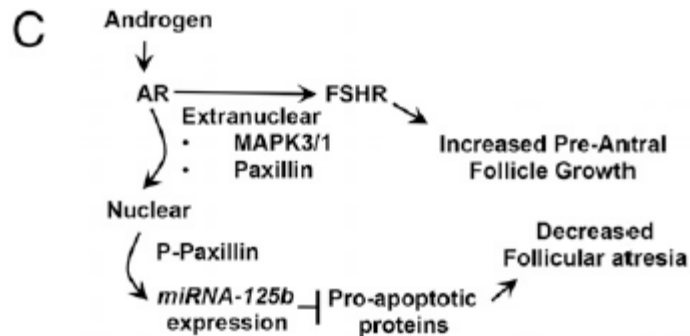 C
Androgen
AR
FSHR
Extranuclear
• MAPK3/1
• Paxillin
Increased Pre-Antral
Follicle Growth
Nuclear
P-Paxillin
Decreased
Follicular atresia
miRNA-125b
expression
Pro-apoptotic
proteins